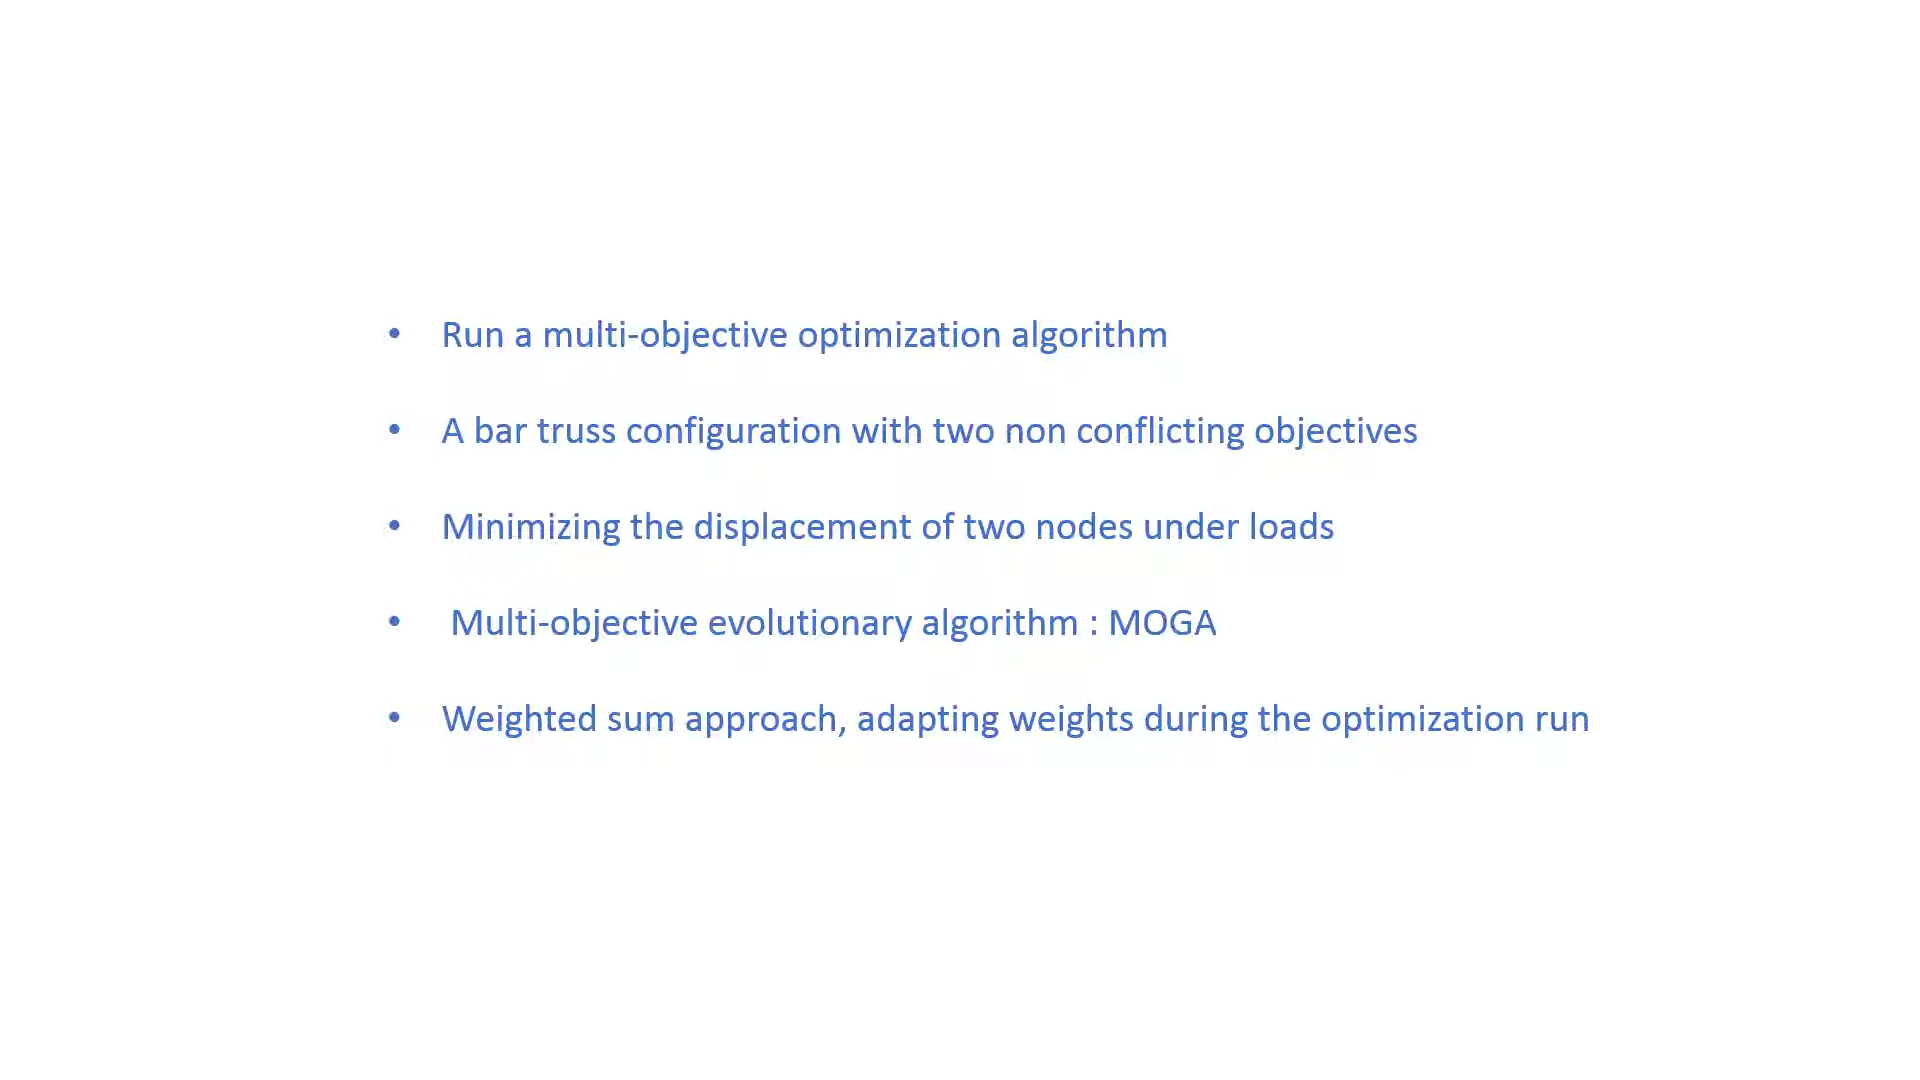 • Run a multi-objective optimization algorithm
• A bar truss configuration with two non conflicting objectives
• Minimizing the displacement of two nodes under loads
• Multi-objective evolutionary algorithm : MOGA
• Weighted sum approach, adapting weights during the optimization run